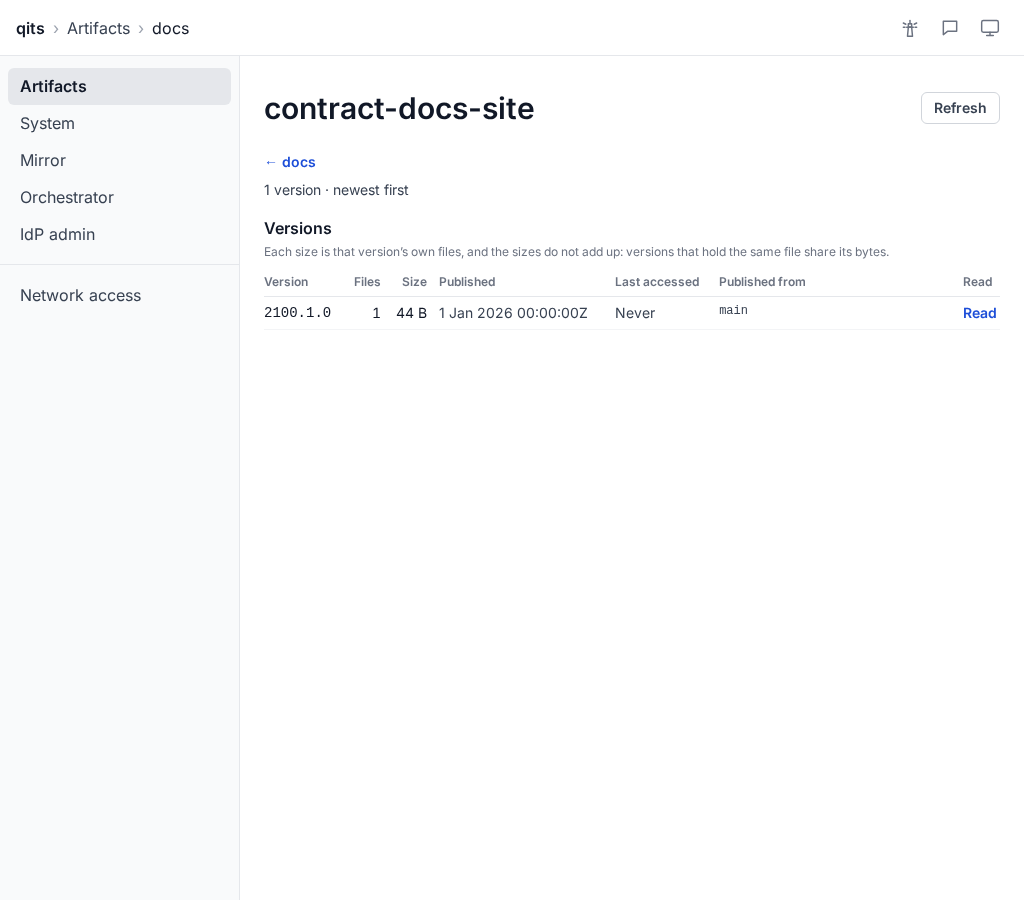 qits › Artifacts › docs
Artifacts
System
Mirror
Orchestrator
IdP admin
Network access
contract-docs-site
Refresh
← docs
1 version · newest first
Versions
Each size is that version’s own files, and the sizes do not add up: versions that hold the same file share its bytes.
Version Files Size Published Last accessed Published from Read
2100.1.0 1 44 B 1 Jan 2026 00:00:00Z Never main Read